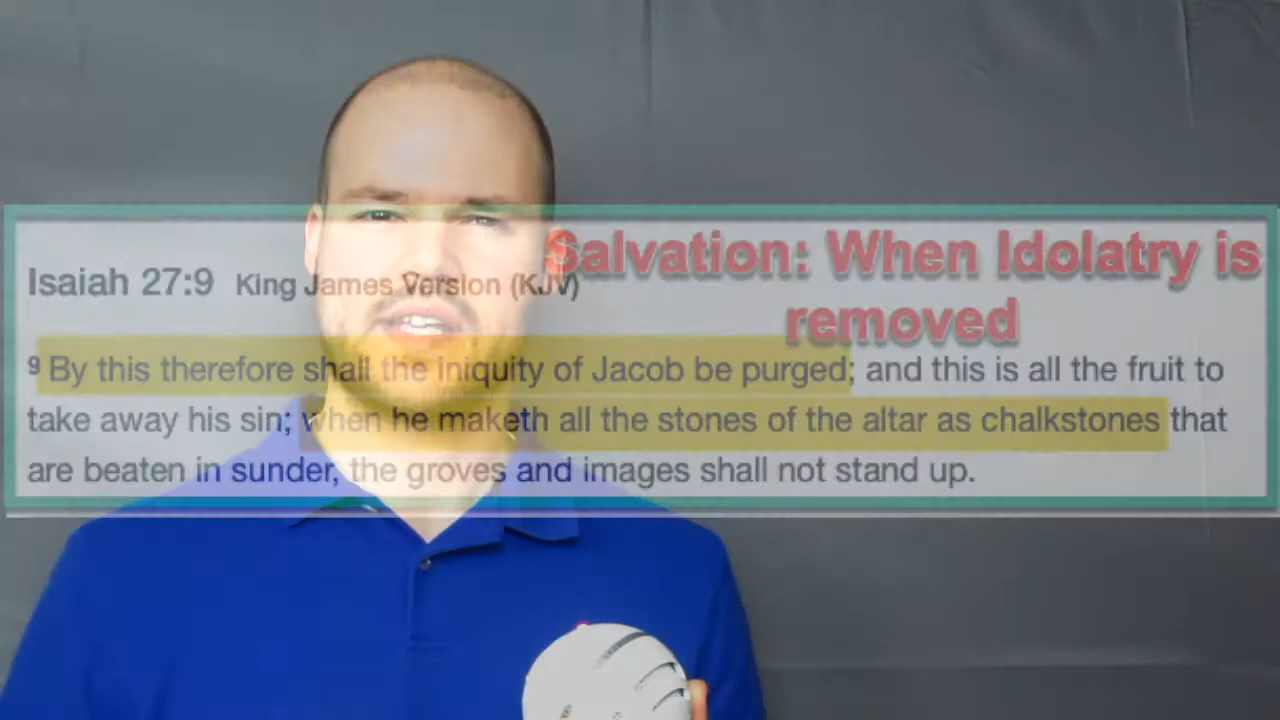 Salvation: When Idolatry is
removed
Isaiah 27:9 King James Version (KJV)
9 By this therefore shall the iniquity of Jacob be purged; and this is all the fruit to
take away his sin; when he maketh all the stones of the altar as chalkstones that
are beaten in sunder, the groves and images shall not stand up.